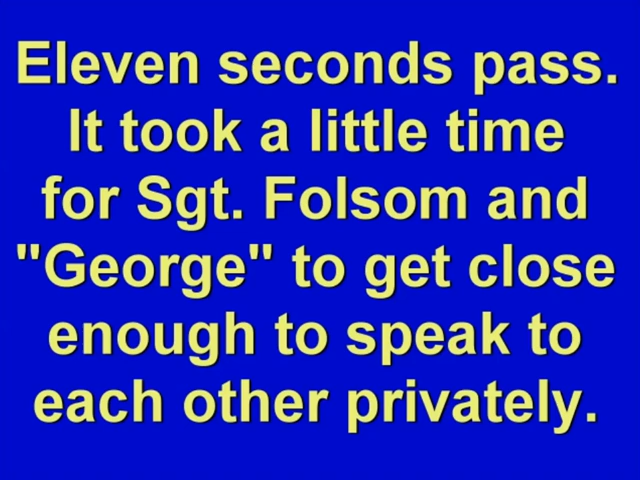 Eleven seconds pass.
It took a little time
for Sgt. Folsom and
"George" to get close
enough to speak to
each other privately.